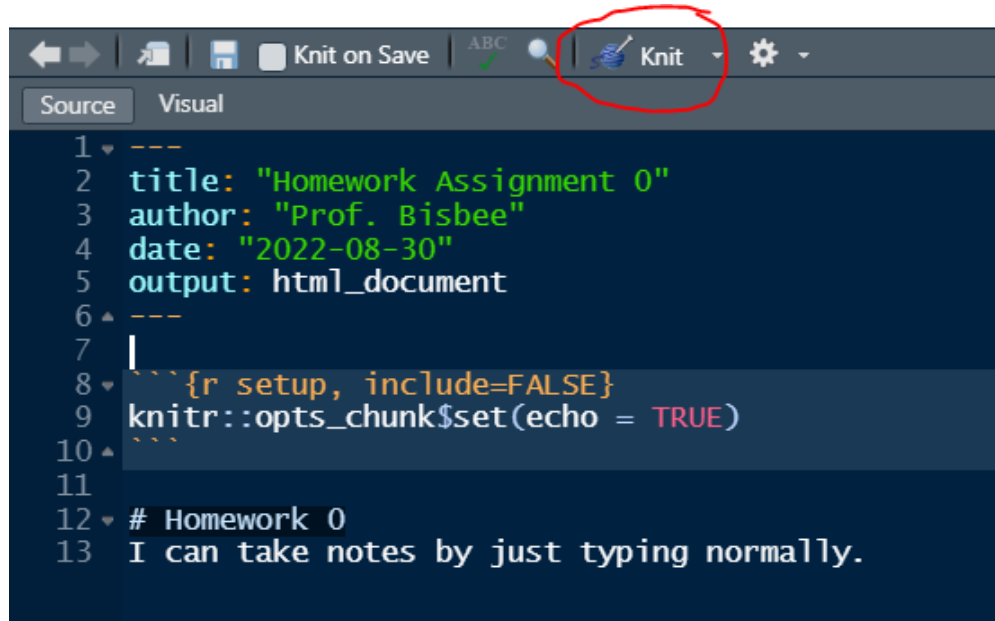 Knit on Save ABC Knit
Source Visual
1 ---
2 title: "Homework Assignment 0"
3 author: "Prof. Bisbee"
4 date: "2022-08-30"
5 output: html_document
6 ---
7
8 ```{r setup, include=FALSE}
9 knitr::opts_chunk$set(echo = TRUE)
10 ```
11
12 # Homework 0
13 I can take notes by just typing normally.